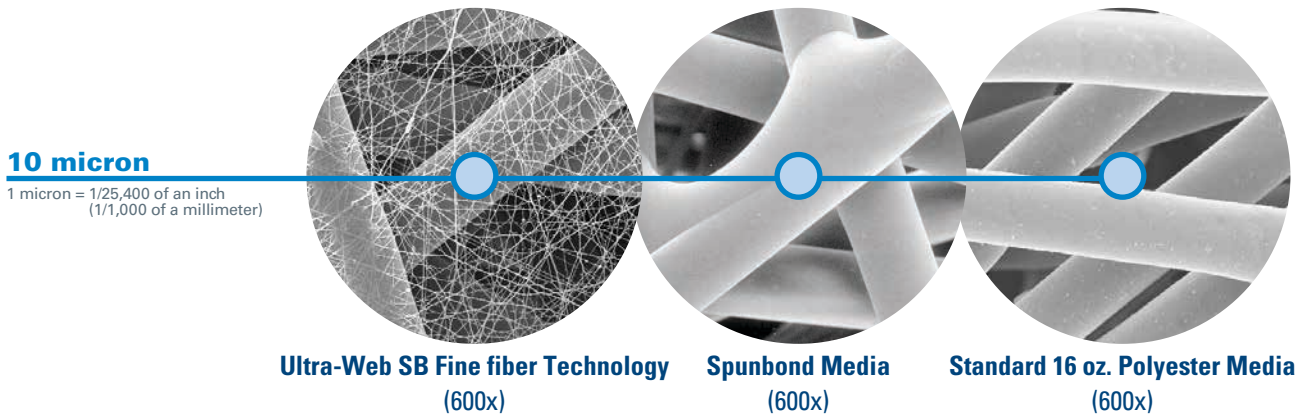 10 micron
1 micron = 1/25,400 of an inch
(1/1,000 of a millimeter)
Ultra-Web SB Fine fiber Technology
(600x)
Spunbond Media
(600x)
Standard 16 oz. Polyester Media
(600x)